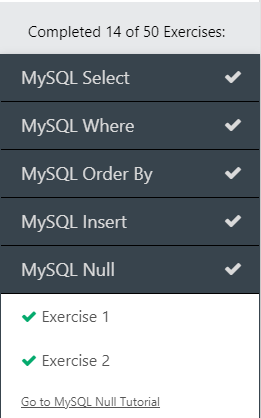 Completed 14 of 50 Exercises:
MySQL Select
MySQL Where
MySQL Order By
MySQL Insert
MySQL Null
Exercise 1
Exercise 2
Go to MySQL Null Tutorial